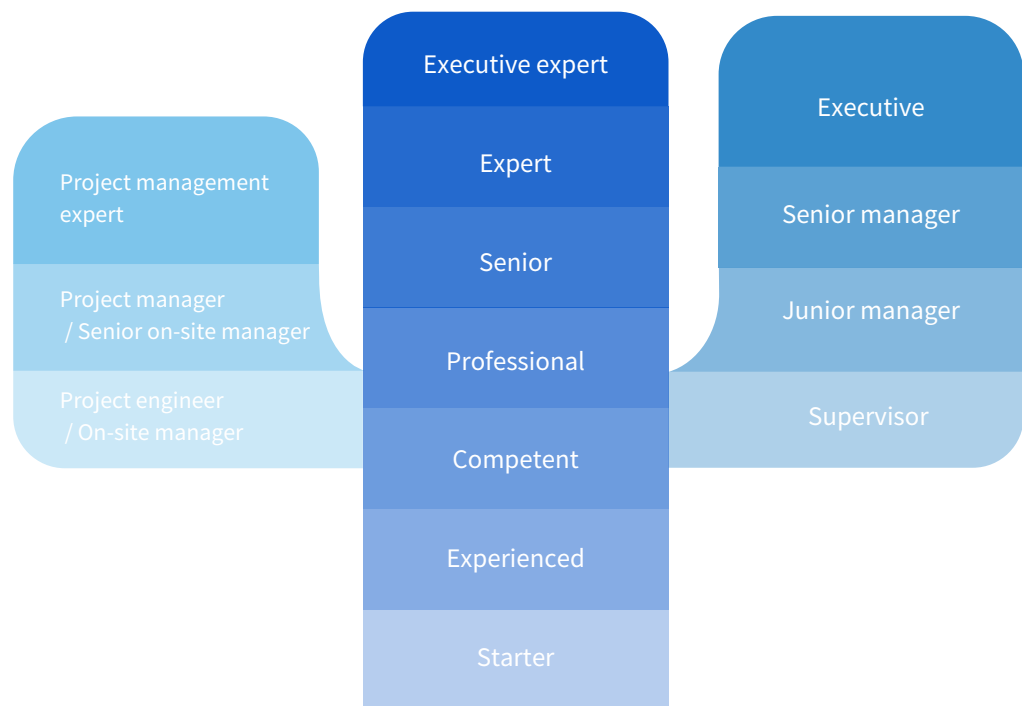 Project management
expert
Project manager
/ Senior on-site manager
Project engineer
/ On-site manager
Executive expert
Expert
Senior
Professional
Competent
Experienced
Starter
Executive
Senior manager
Junior manager
Supervisor